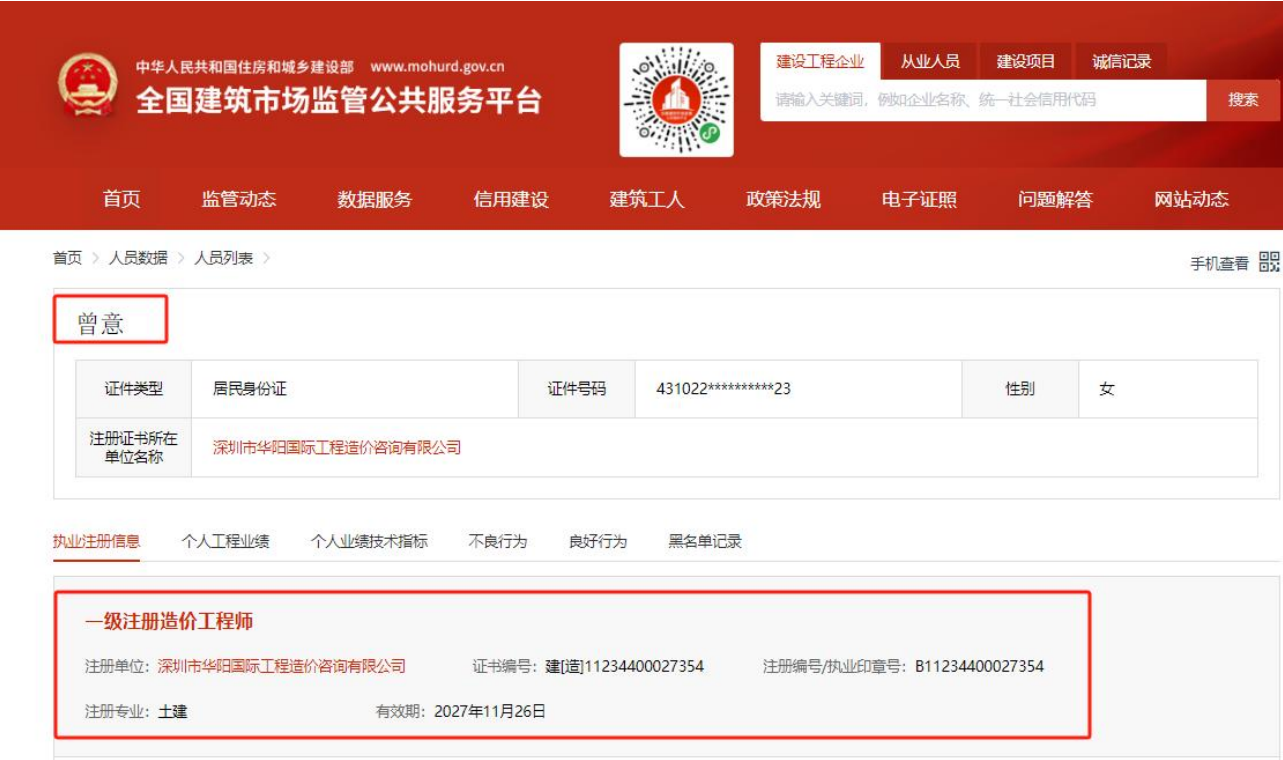 中华人民共和国住房和城乡建设部 www.mohurd.gov.cn
全国建筑市场监管公共服务平台
建设工程企业 从业人员 建设项目 诚信记录
请输入关键词，例如企业名称、统一社会信用代码 搜索
首页 监管动态 数据服务 信用建设 建筑工人 政策法规 电子证照 问题解答 网站动态
首页 > 人员数据 > 人员列表 >
手机查看
曾意
证件类型 居民身份证 证件号码 431022**********23 性别 女
注册证书所在
单位名称 深圳市华阳国际工程造价咨询有限公司
执业注册信息 个人工程业绩 个人业绩技术指标 不良行为 良好行为 黑名单记录
一级注册造价工程师
注册单位：深圳市华阳国际工程造价咨询有限公司 证书编号：建[造]11234400027354 注册编号/执业印章号：B11234400027354
注册专业：土建 有效期：2027年11月26日